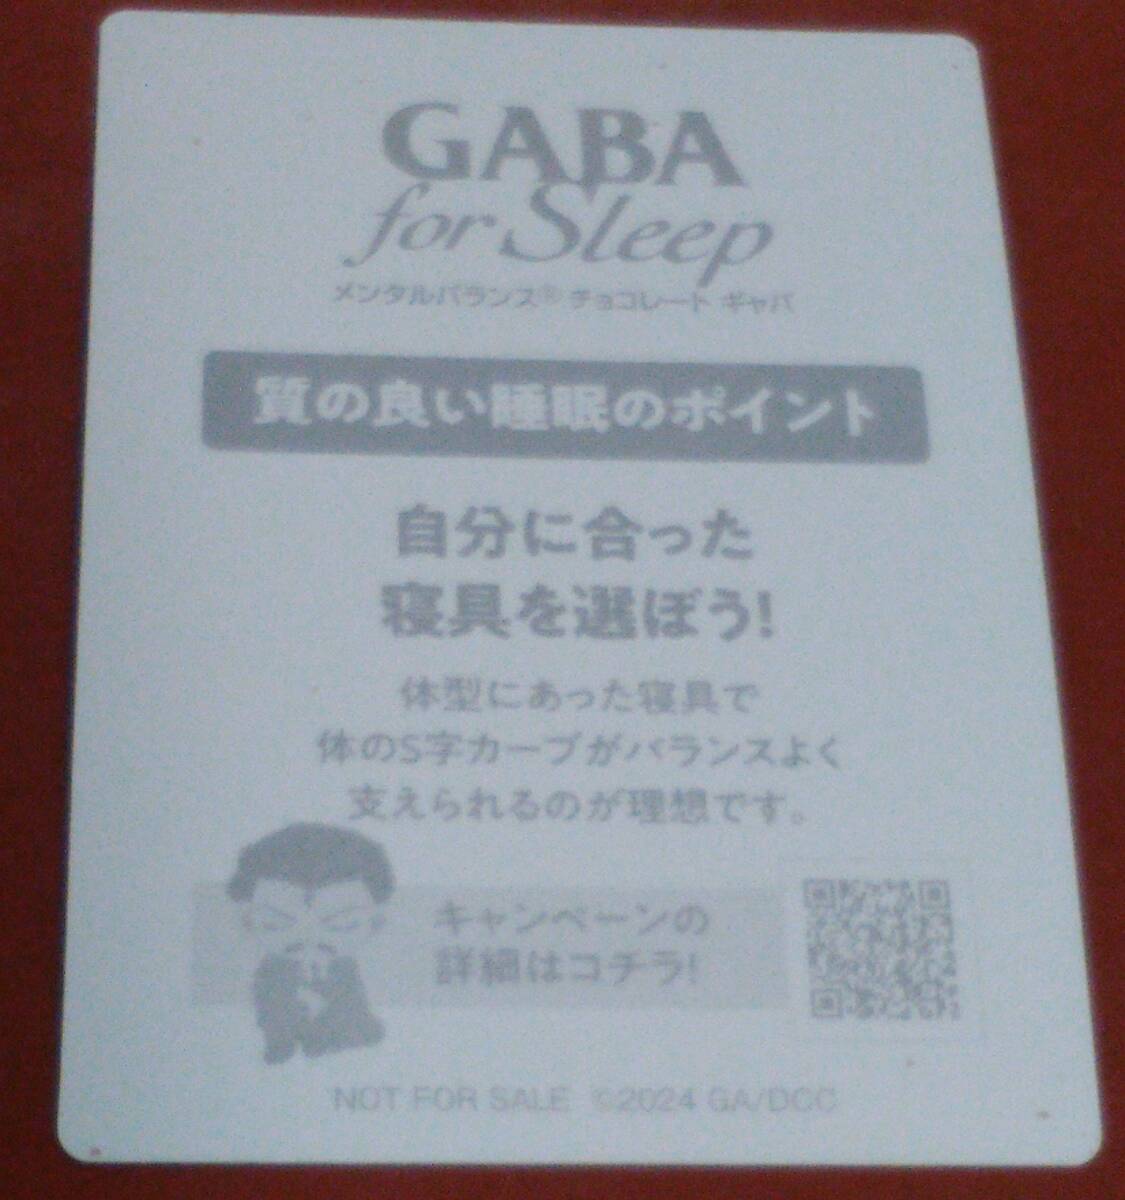 GABA
for Sleep
メンタルバランス®チョコレート ギャバ
質の良い睡眠のポイント
自分に合った
寝具を選ぼう!
体型にあった寝具で
体のS字カーブがバランスよく
支えられるのが理想です。
キャンペーンの
詳細はコチラ!
NOT FOR SALE ©2024 GA/DCC